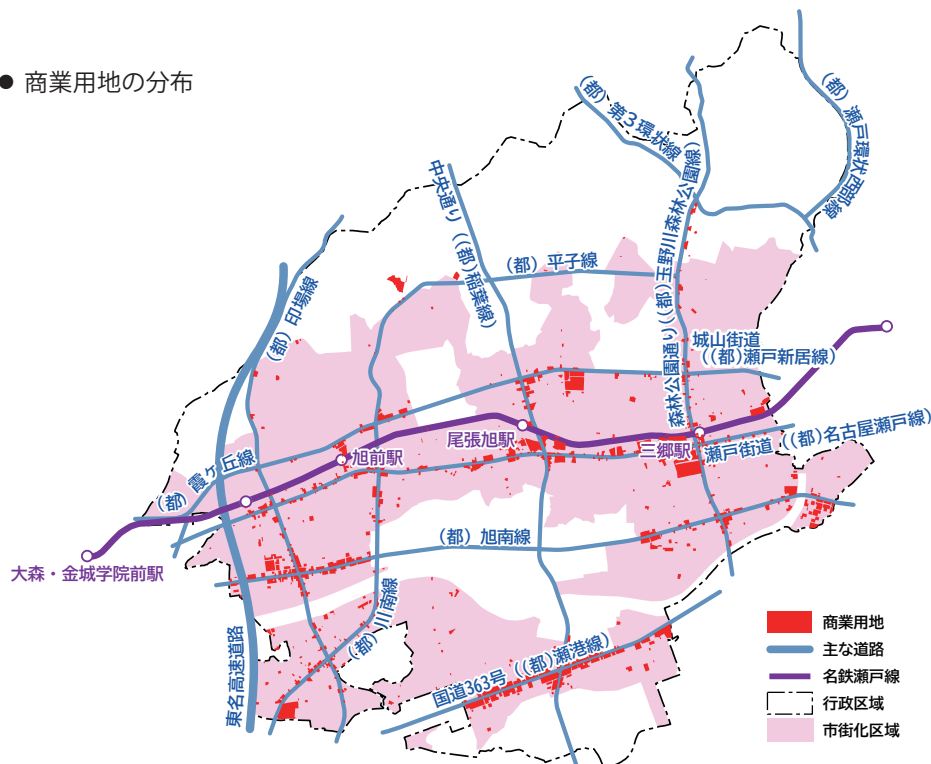 ● 商業用地の分布
(都) 第3環状線
(都) 瀬戸環状西部線
中央通り ((都)稲葉線)
(都) 平子線
森林公園通り((都)玉野川森林公園線)
(都) 印場線
城山街道
((都)瀬戸新居線)
尾張旭駅
旭前駅
三郷駅
瀬戸街道 ((都)名古屋瀬戸線)
(都) 霞ヶ丘線
(都) 旭南線
大森・金城学院前駅
(都) 川南線
東名高速道路
国道363号 ((都)瀬港線)
商業用地
主な道路
名鉄瀬戸線
行政区域
市街化区域